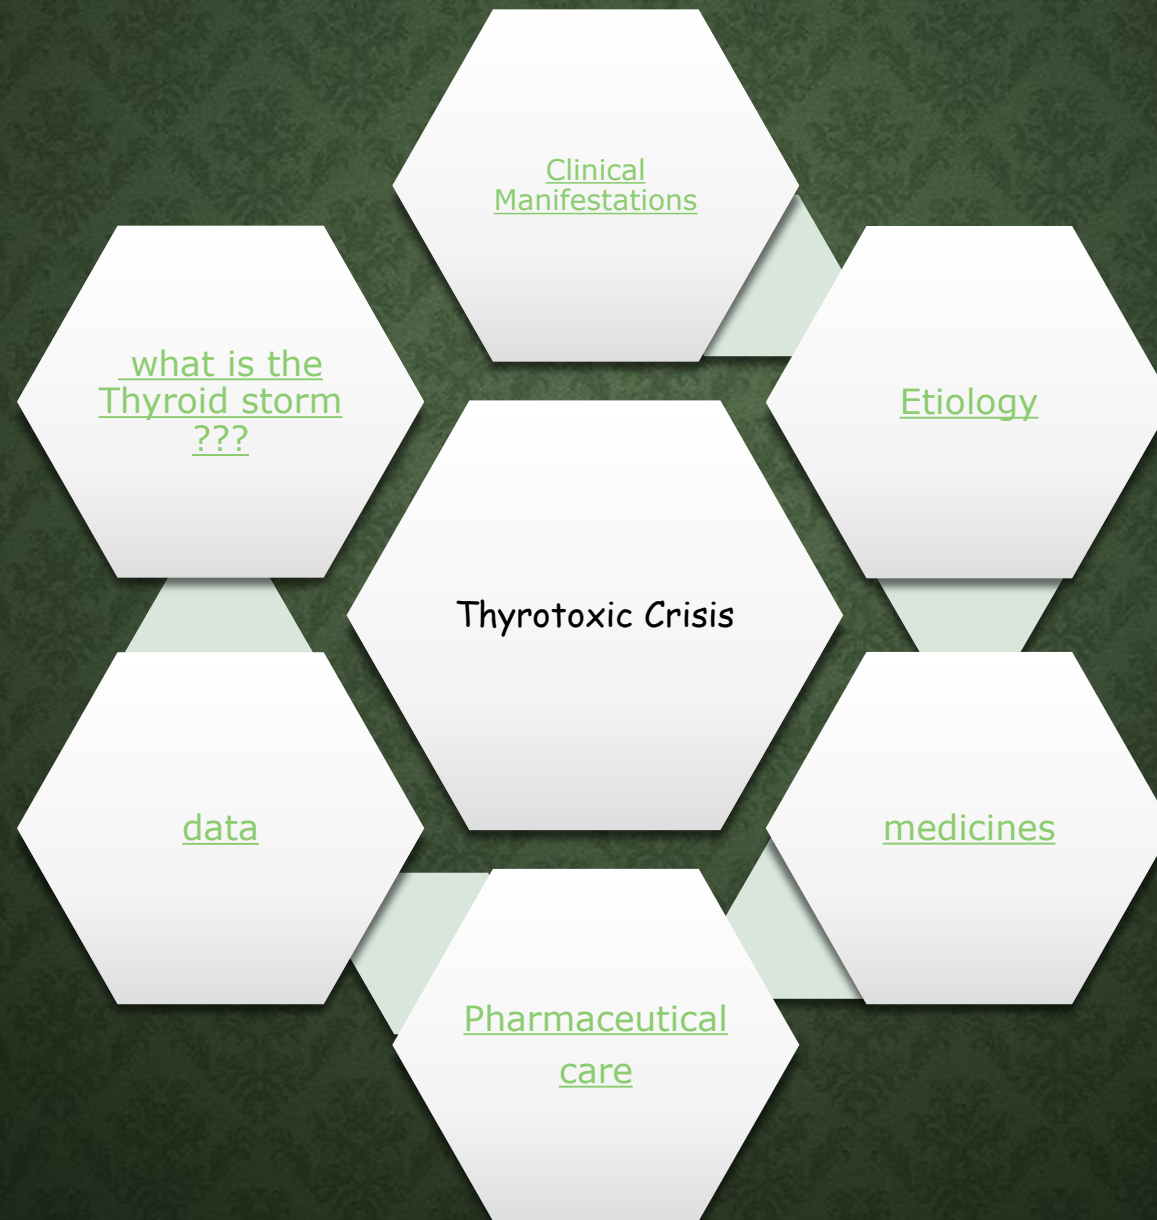 Clinical
Manifestations
what is the
Thyroid storm
???
Etiology
Thyrotoxic Crisis
data
medicines
Pharmaceutical
care